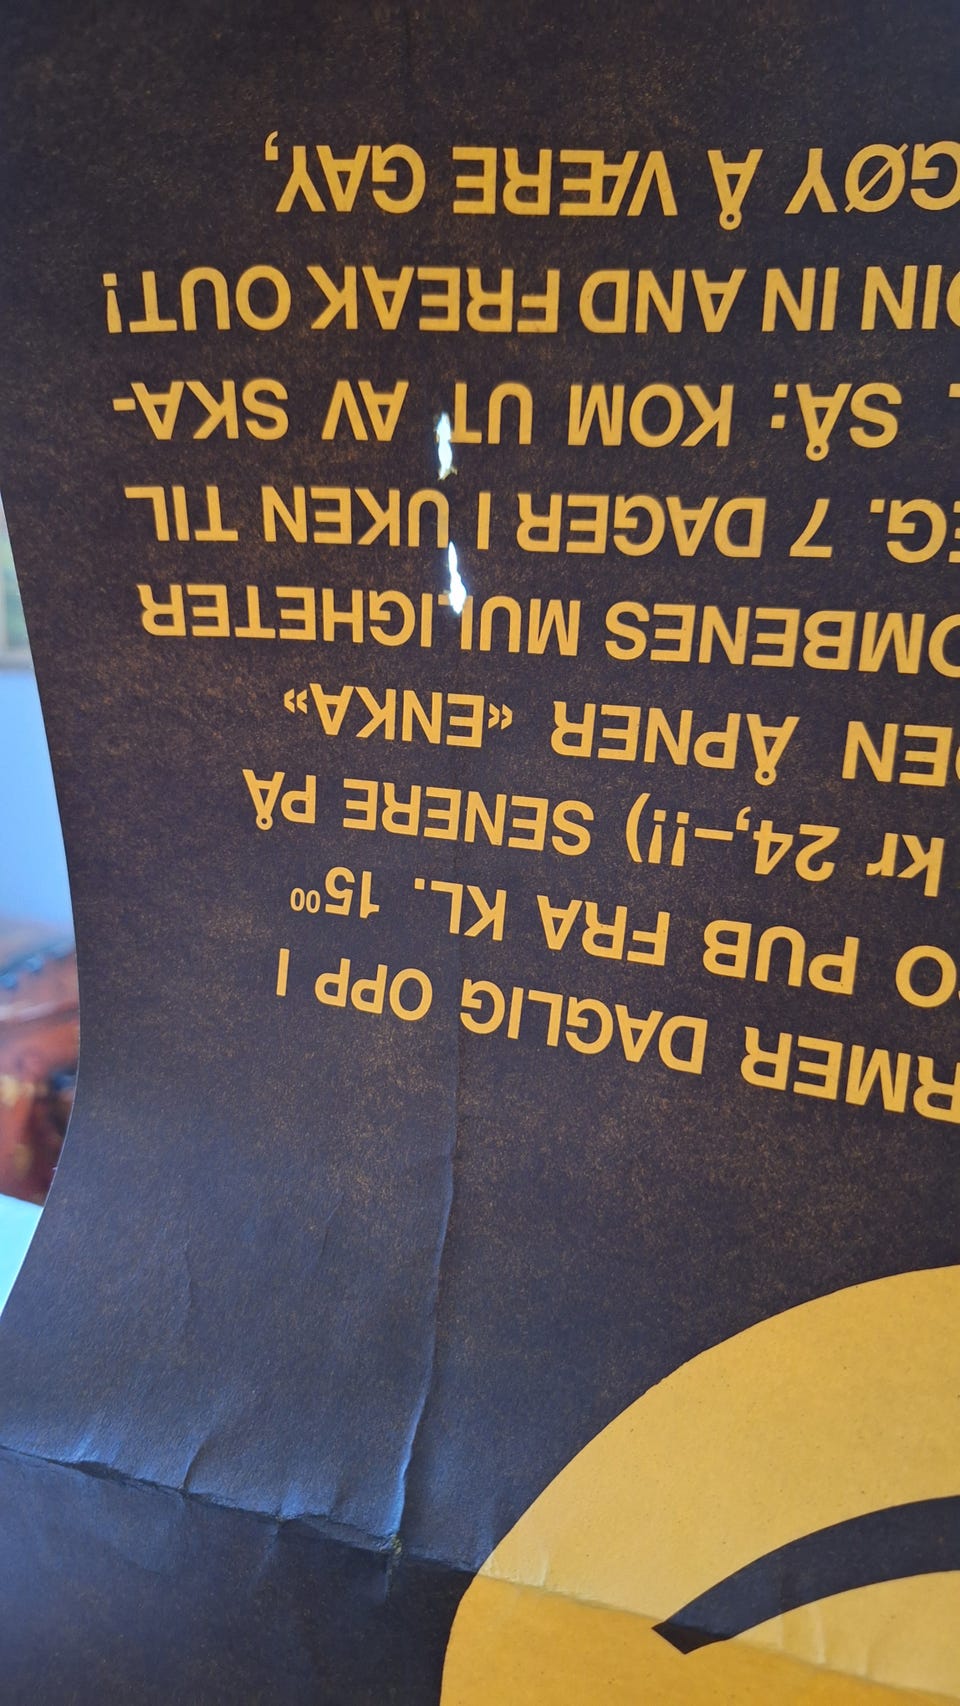 RMER DAGLIG OPP I
O PUB FRA KL. 15⁰⁰
kr 24,–!!) SENERE PÅ
DEN ÅPNER «ENKA»
OMBENES MULIGHETER
EG. 7 DAGER I UKEN TIL
. SÅ: KOM UT AV SKA-
OIN IN AND FREAK OUT!
GØY Å VÆRE GAY,